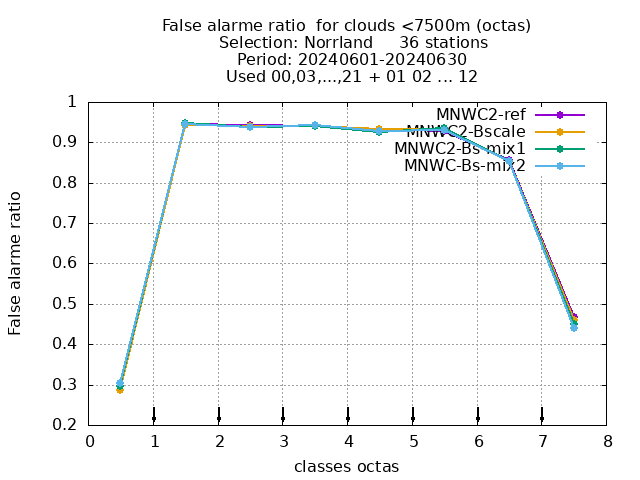 False alarme ratio  for clouds <7500m (octas)
Selection: Norrland     36 stations
Period: 20240601-20240630
Used 00,03,...,21 + 01 02 ... 12
MNWC2-ref
MNWC2-Bscale
MNWC2-Bs-mix1
MNWC-Bs-mix2
1
0.9
0.8
0.7
0.6
0.5
0.4
0.3
0.2
False alarme ratio
0 1 2 3 4 5 6 7 8
classes octas